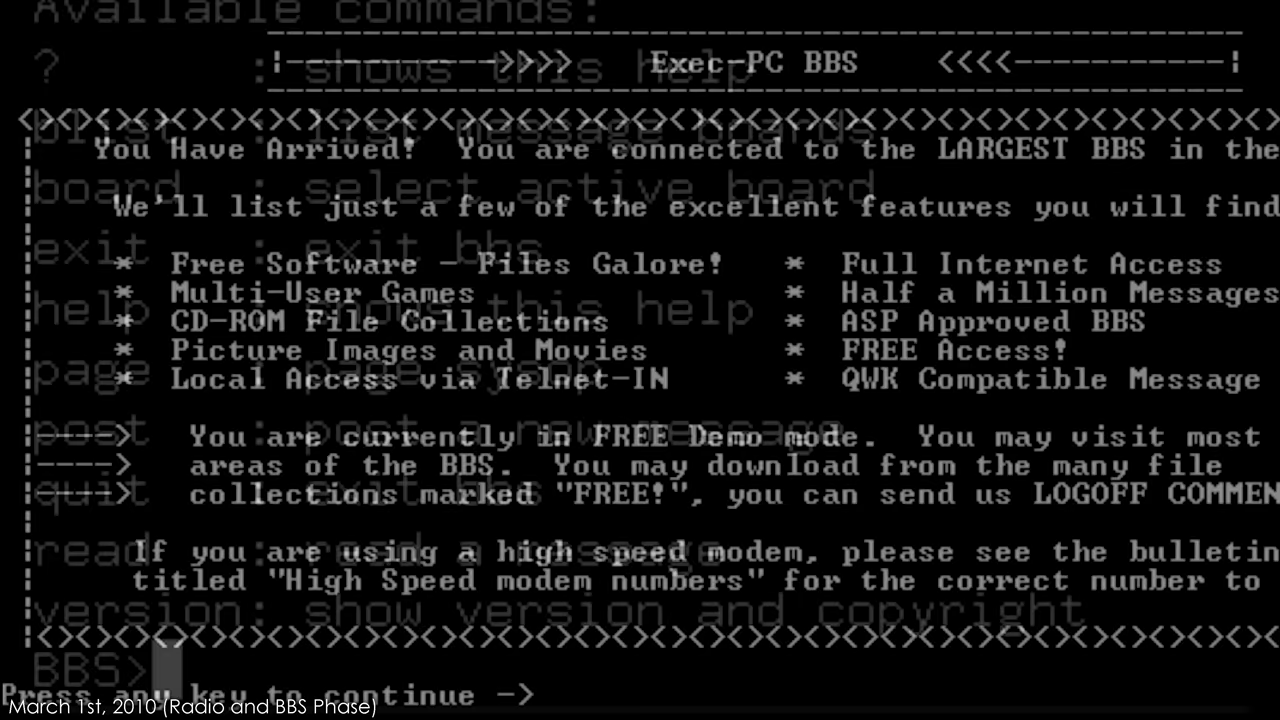 Available commands:
? : shows this help
blist : list message boards
board : select active board
exit : exit bbs
help : shows this help
page : page sysop
post : post a new message
quit : exit bbs
read : read a message
version: show version and copyright
BBS>
¦----------->>>> Exec-PC BBS <<<<-----------¦
<><><><><><><><><><><><><><><><><><><><><><><><><><><><><><><><><>
You Have Arrived! You are connected to the LARGEST BBS in the
We'll list just a few of the excellent features you will find
* Free Software - Files Galore! * Full Internet Access
* Multi-User Games * Half a Million Messages
* CD-ROM File Collections * ASP Approved BBS
* Picture Images and Movies * FREE Access!
* Local Access via Telnet-IN * QWK Compatible Message
----> You are currently in FREE Demo mode. You may visit most
----> areas of the BBS. You may download from the many file
----> collections marked "FREE!", you can send us LOGOFF COMMEN
If you are using a high speed modem, please see the bulletin
titled "High Speed modem numbers" for the correct number to
<><><><><><><><><><><><><><><><><><><><><><><><><><><><><><><><><>
Press any key to continue ->
March 1st, 2010 (Radio and BBS Phase)